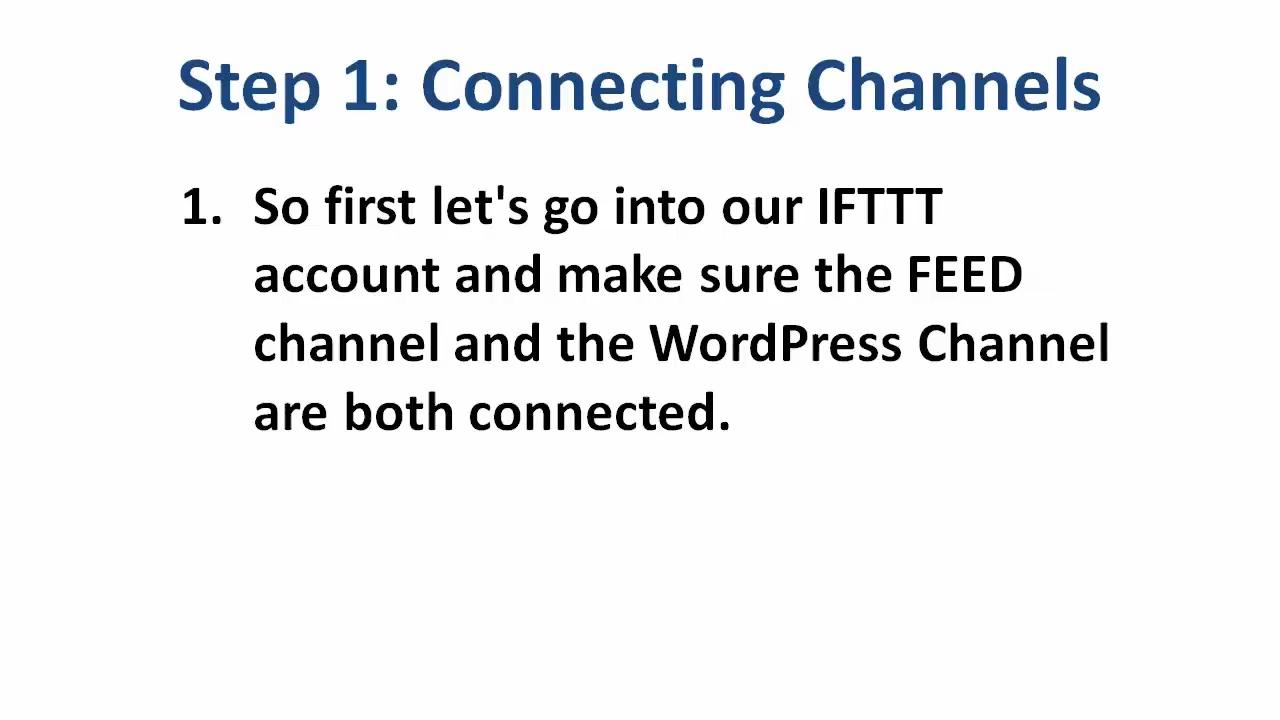 Step 1: Connecting Channels
1. So first let's go into our IFTTT
account and make sure the FEED
channel and the WordPress Channel
are both connected.